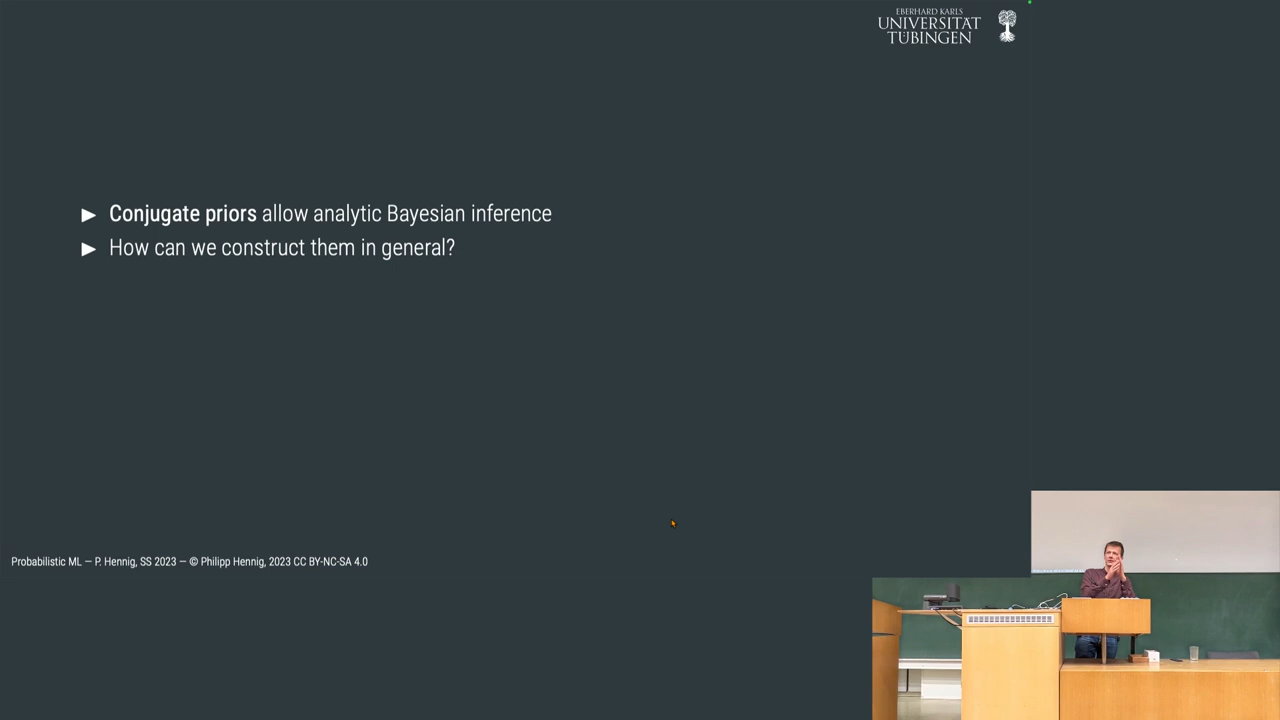 EBERHARD KARLS
UNIVERSITÄT
TÜBINGEN
▶ Conjugate priors allow analytic Bayesian inference
▶ How can we construct them in general?
Probabilistic ML — P. Hennig, SS 2023 — © Philipp Hennig, 2023 CC BY-NC-SA 4.0